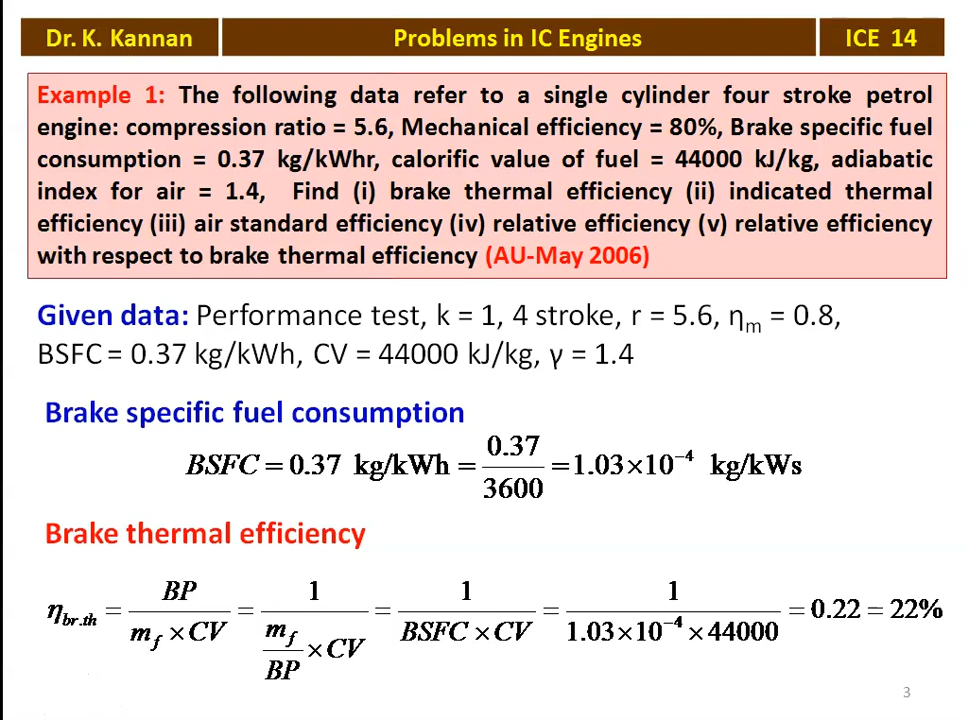 Dr. K. Kannan
Problems in IC Engines
ICE 14
Example 1: The following data refer to a single cylinder four stroke petrol
engine: compression ratio = 5.6, Mechanical efficiency = 80%, Brake specific fuel
consumption = 0.37 kg/kWhr, calorific value of fuel = 44000 kJ/kg, adiabatic
index for air = 1.4, Find (i) brake thermal efficiency (ii) indicated thermal
efficiency (iii) air standard efficiency (iv) relative efficiency (v) relative efficiency
with respect to brake thermal efficiency (AU-May 2006)
Given data: Performance test, k = 1, 4 stroke, r = 5.6, ηₘ = 0.8,
BSFC = 0.37 kg/kWh, CV = 44000 kJ/kg, γ = 1.4
Brake specific fuel consumption
BSFC = 0.37 kg/kWh = 0.37 / 3600 = 1.03×10⁻⁴ kg/kWs
Brake thermal efficiency
η_br.th = BP / (m_f × CV) = 1 / ((m_f / BP) × CV) = 1 / (BSFC × CV) = 1 / (1.03×10⁻⁴ × 44000) = 0.22 = 22%
3